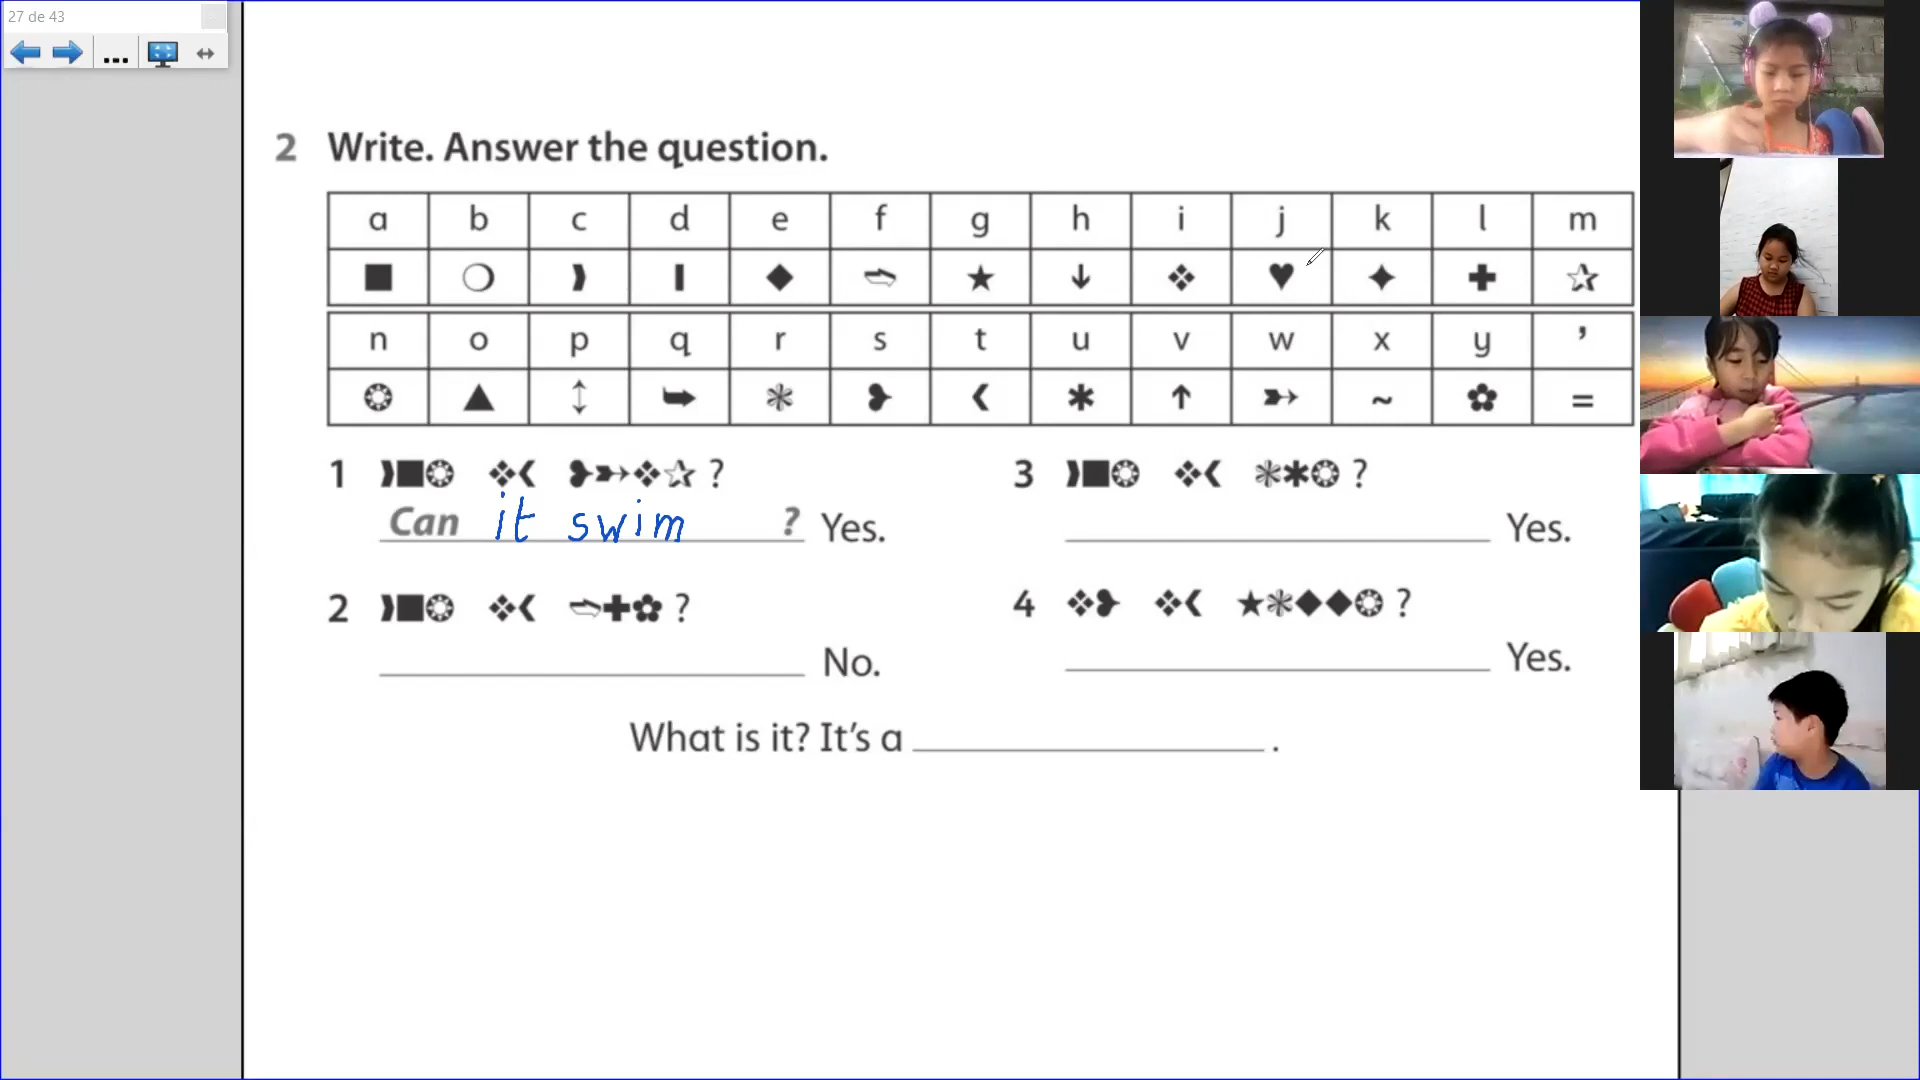 27 de 43
2 Write. Answer the question.
a b c d e f g h i j k l m
■ ❍ ❫ ❙ ◆ ➯ ★ ↓ ❖ ♥ ✦ ✚ ✩
n o p q r s t u v w x y ’
❂ ▲ ↕ ➥ ❃ ❥ ❮ ✱ ↑ ➳ ~ ✿ =
1 ❫■❂ ❖❮ ❥➳❖✩ ?
Can it swim ? Yes.
2 ❫■❂ ❖❮ ➯✚✿ ?
No.
3 ❫■❂ ❖❮ ❃✱❂ ?
Yes.
4 ❖❥ ❖❮ ★❃◆◆❂ ?
Yes.
What is it? It’s a .